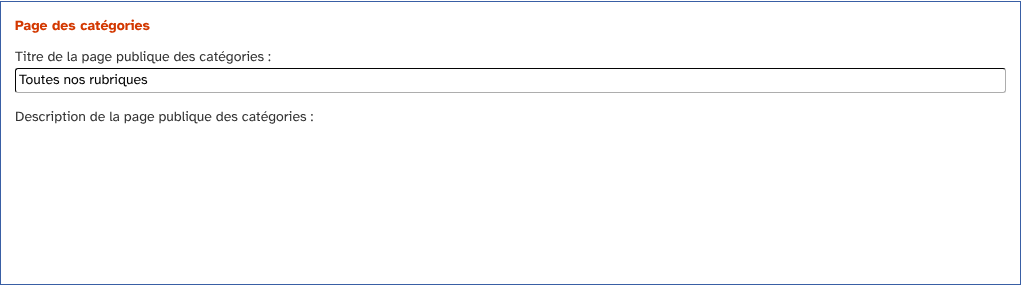 Page des catégories
Titre de la page publique des catégories :
Toutes nos rubriques
Description de la page publique des catégories :